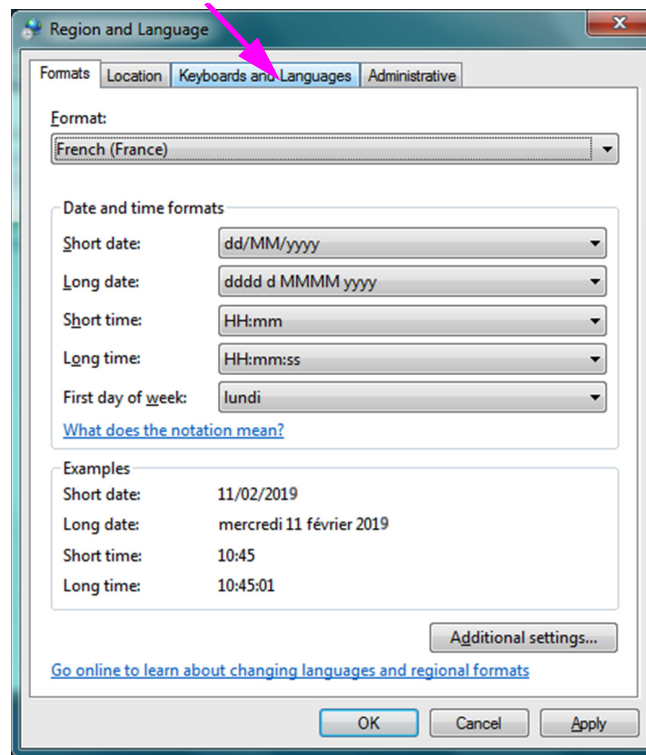 Region and Language
Formats Location Keyboards and Languages Administrative
Format:
French (France)
Date and time formats
Short date: dd/MM/yyyy
Long date: dddd d MMMM yyyy
Short time: HH:mm
Long time: HH:mm:ss
First day of week: lundi
What does the notation mean?
Examples
Short date: 11/02/2019
Long date: mercredi 11 février 2019
Short time: 10:45
Long time: 10:45:01
Additional settings...
Go online to learn about changing languages and regional formats
OK Cancel Apply